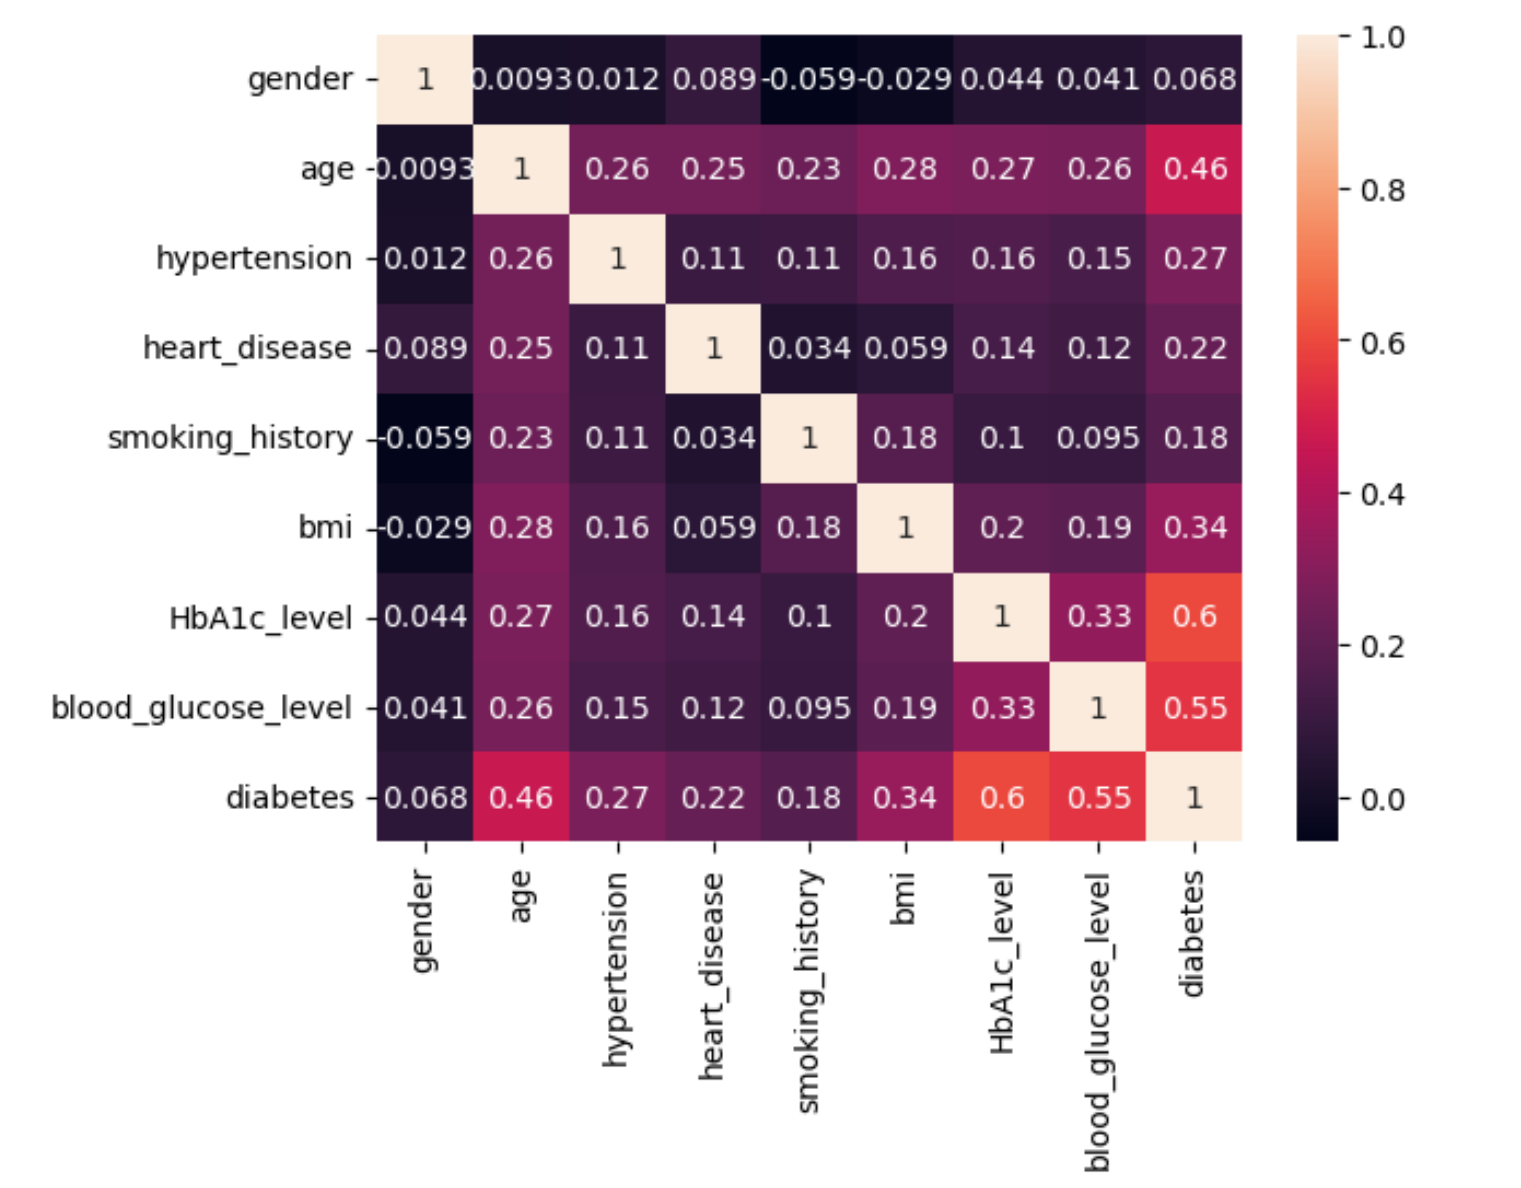 gender 1 0.0093 0.012 0.089 -0.059 -0.029 0.044 0.041 0.068
age 0.0093 1 0.26 0.25 0.23 0.28 0.27 0.26 0.46
hypertension 0.012 0.26 1 0.11 0.11 0.16 0.16 0.15 0.27
heart_disease 0.089 0.25 0.11 1 0.034 0.059 0.14 0.12 0.22
smoking_history -0.059 0.23 0.11 0.034 1 0.18 0.1 0.095 0.18
bmi -0.029 0.28 0.16 0.059 0.18 1 0.2 0.19 0.34
HbA1c_level 0.044 0.27 0.16 0.14 0.1 0.2 1 0.33 0.6
blood_glucose_level 0.041 0.26 0.15 0.12 0.095 0.19 0.33 1 0.55
diabetes 0.068 0.46 0.27 0.22 0.18 0.34 0.6 0.55 1
gender
age
hypertension
heart_disease
smoking_history
bmi
HbA1c_level
blood_glucose_level
diabetes
1.0
0.8
0.6
0.4
0.2
0.0